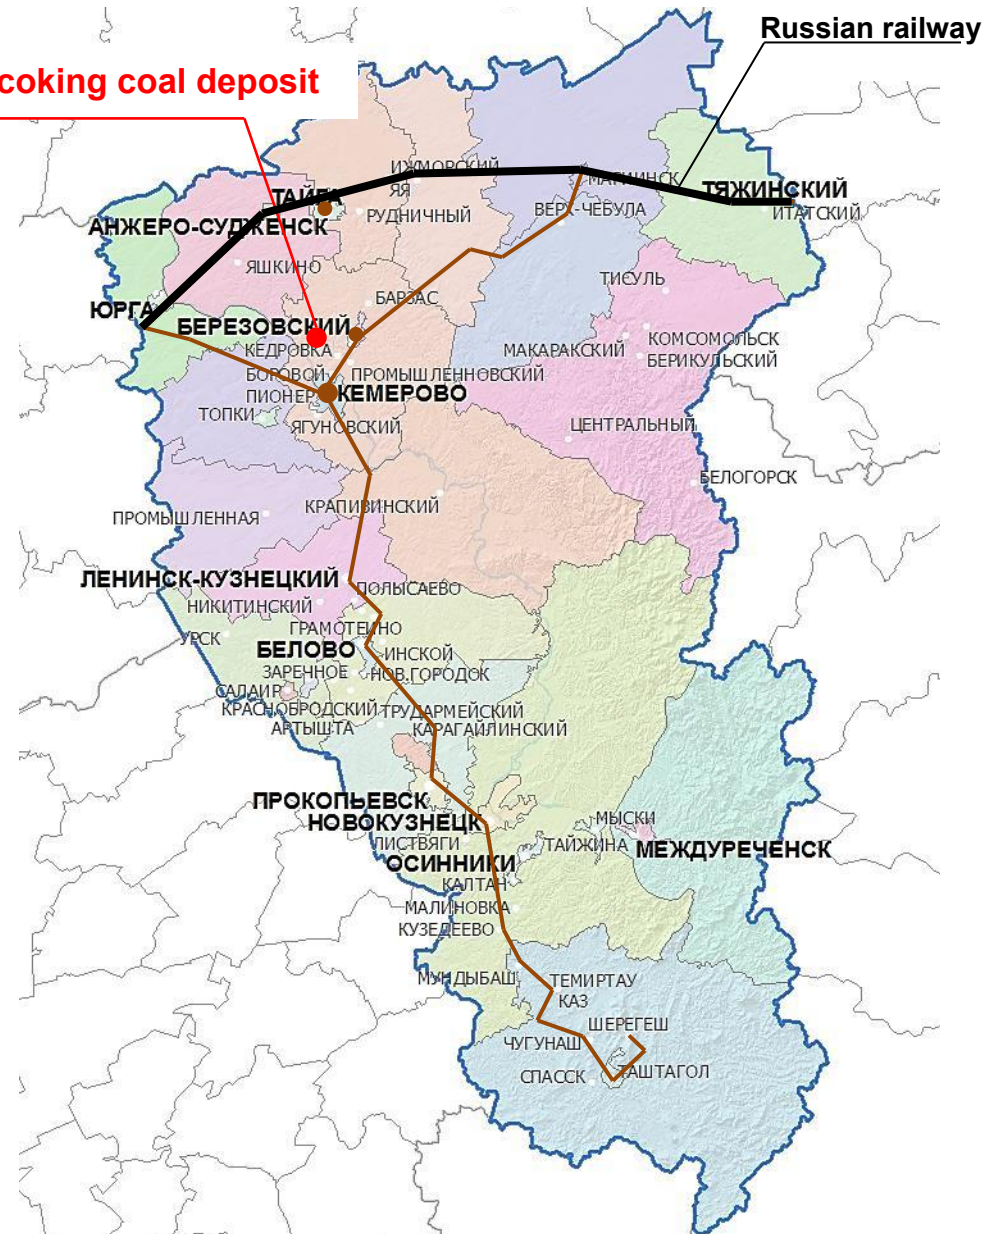 Russian railway
coking coal deposit
ИЖМОРСКИЙ
ЯЯ
МАРИИНСК
ТАЙГА
ТЯЖИНСКИЙ
РУДНИЧНЫЙ
ВЕРХ-ЧЕБУЛА
ИТАТСКИЙ
АНЖЕРО-СУДЖЕНСК
ЯШКИНО
ТИСУЛЬ
БАРЗАС
ЮРГА
БЕРЕЗОВСКИЙ
КОМСОМОЛЬСК
КЕДРОВКА
МАКАРАКСКИЙ
БЕРИКУЛЬСКИЙ
БОРОВОЙ
ПРОМЫШЛЕННОВСКИЙ
ПИОНЕР
КЕМЕРОВО
ТОПКИ
ЯГУНОВСКИЙ
ЦЕНТРАЛЬНЫЙ
БЕЛОГОРСК
КРАПИВИНСКИЙ
ПРОМЫШЛЕННАЯ
ЛЕНИНСК-КУЗНЕЦКИЙ
ПОЛЫСАЕВО
НИКИТИНСКИЙ
ГРАМОТЕИНО
УРСК
БЕЛОВО
ИНСКОЙ
ЗАРЕЧНОЕ
НОВ.ГОРОДОК
САЛАИР
КРАСНОБРОДСКИЙ
ТРУДАРМЕЙСКИЙ
АРТЫШТА
КАРАГАЙЛИНСКИЙ
ПРОКОПЬЕВСК
НОВОКУЗНЕЦК
МЫСКИ
ЛИСТВЯГИ
ТАЙЖИНА
МЕЖДУРЕЧЕНСК
ОСИННИКИ
КАЛТАН
МАЛИНОВКА
КУЗЕДЕЕВО
МУНДЫБАШ
ТЕМИРТАУ
КАЗ
ШЕРЕГЕШ
ЧУГУНАШ
СПАССК
ТАШТАГОЛ